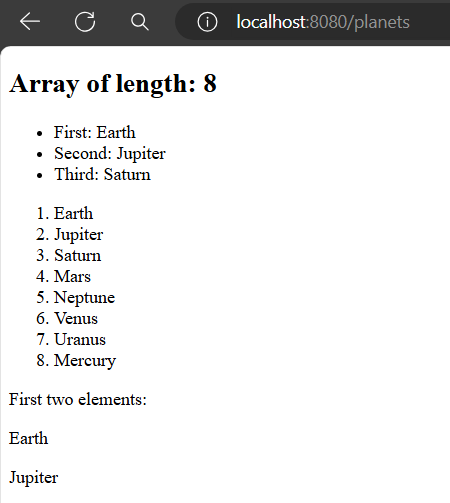 localhost:8080/planets
Array of length: 8
• First: Earth
• Second: Jupiter
• Third: Saturn
1. Earth
2. Jupiter
3. Saturn
4. Mars
5. Neptune
6. Venus
7. Uranus
8. Mercury
First two elements:
Earth
Jupiter